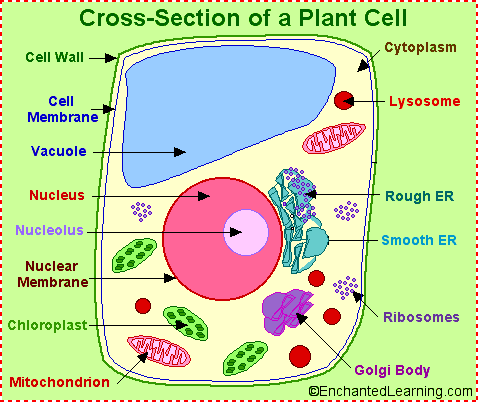 Cross-Section of a Plant Cell
Cell Wall
Cytoplasm
Cell
Membrane
Lysosome
Vacuole
Nucleus
Rough ER
Nucleolus
Smooth ER
Nuclear
Membrane
Chloroplast
Ribosomes
Golgi Body
Mitochondrion
©EnchantedLearning.com